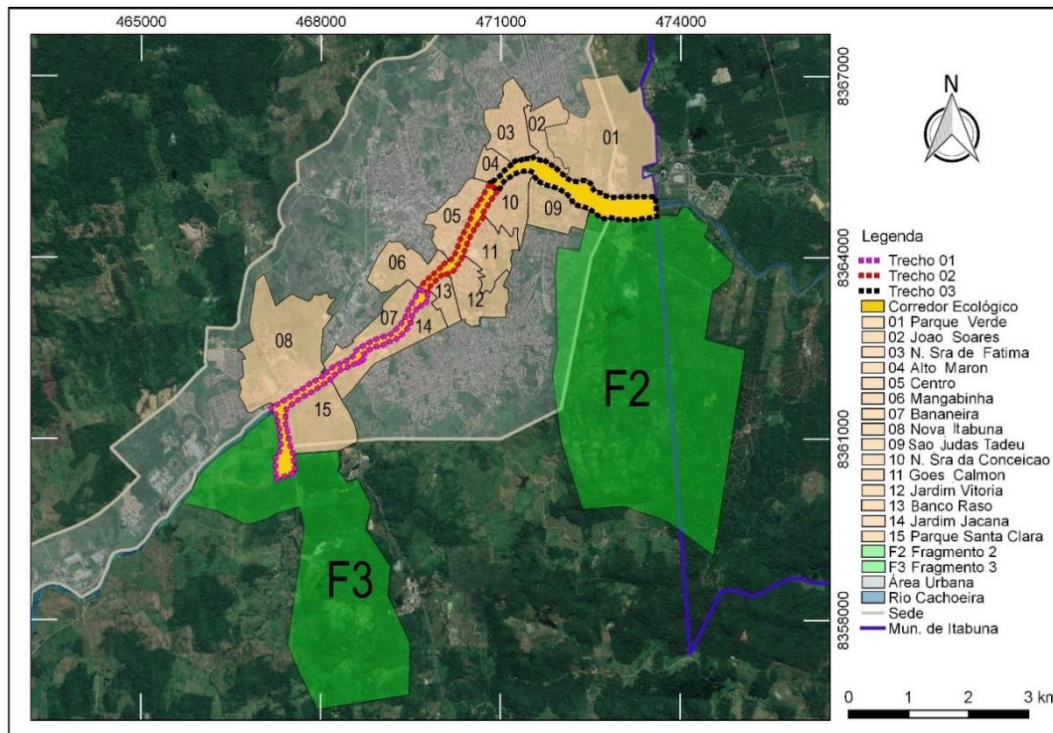 465000 468000 471000 474000
8367000
8364000
8361000
8358000
N
01
02
03
04
05
06
07
08
09
10
11
12
13
14
15
F2
F3
Legenda
Trecho 01
Trecho 02
Trecho 03
Corredor Ecológico
01 Parque Verde
02 Joao Soares
03 N. Sra de Fatima
04 Alto Maron
05 Centro
06 Mangabinha
07 Bananeira
08 Nova Itabuna
09 Sao Judas Tadeu
10 N. Sra da Conceicao
11 Goes Calmon
12 Jardim Vitoria
13 Banco Raso
14 Jardim Jacana
15 Parque Santa Clara
F2 Fragmento 2
F3 Fragmento 3
Área Urbana
Rio Cachoeira
Sede
Mun. de Itabuna
0 1 2 3 km